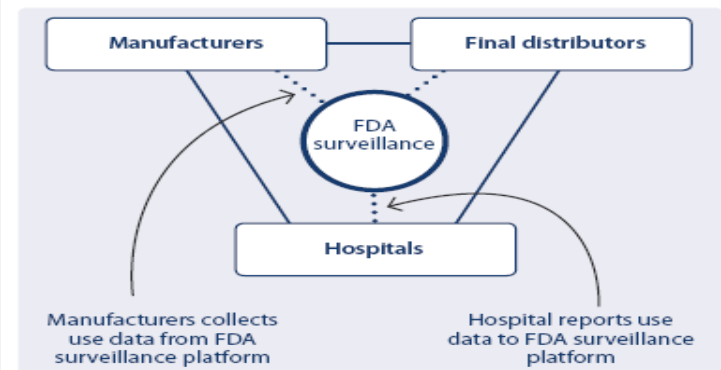 Manufacturers
Final distributors
FDA
surveillance
Hospitals
Manufacturers collects
use data from FDA
surveillance platform
Hospital reports use
data to FDA surveillance
platform